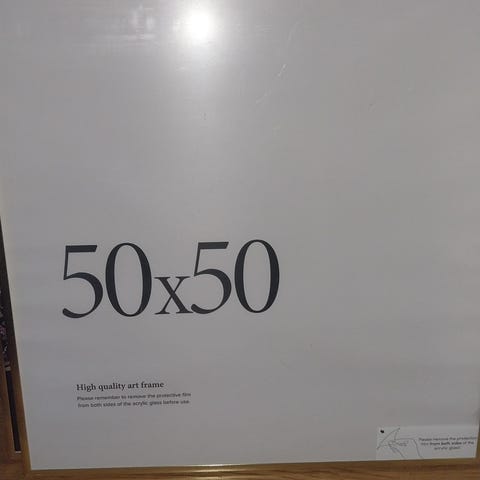 50x50
High quality art frame
Please remember to remove the protective film
from both sides of the acrylic glass before use.
Please remove the protective
film from both sides of the
acrylic glass!